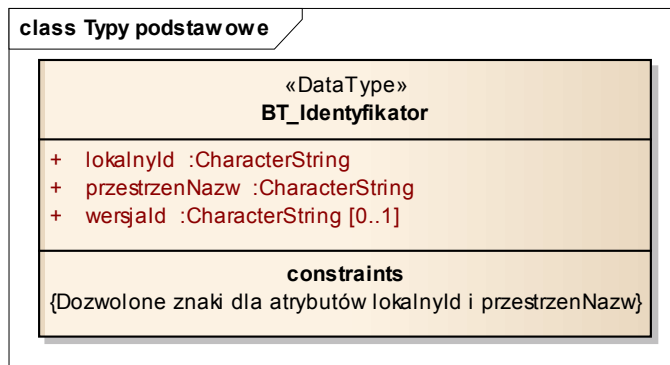 class Typy podstawowe
«DataType»
BT_Identyfikator
+ lokalnyId :CharacterString
+ przestrzenNazw :CharacterString
+ wersjaId :CharacterString [0..1]
constraints
{Dozwolone znaki dla atrybutów lokalnyId i przestrzenNazw}